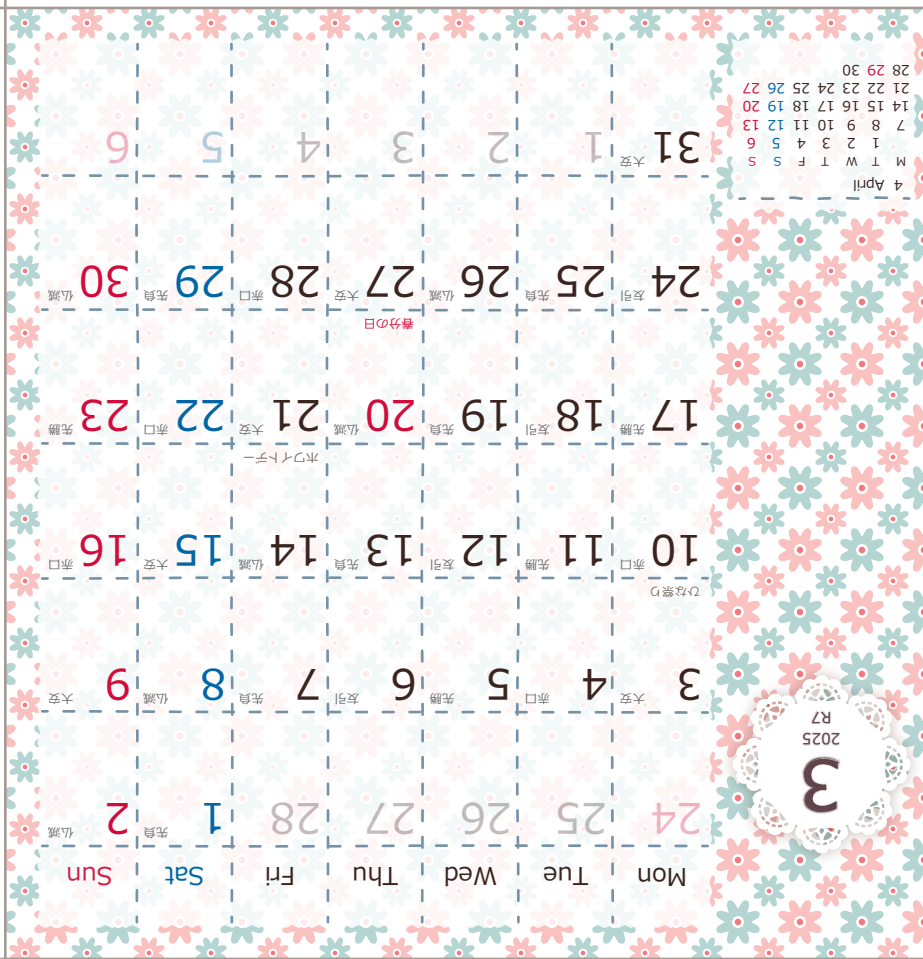 3
2025
R7
Mon Tue Wed Thu Fri Sat Sun
24 25 26 27 28 1 先負 2 仏滅
3 大安 4 赤口 5 先勝 6 友引 7 先負 8 仏滅 9 大安
ひな祭り
10 赤口 11 先勝 12 友引 13 先負 14 仏滅 15 大安 16 赤口
ホワイトデー
17 先勝 18 友引 19 先負 20 仏滅 21 大安 22 赤口 23 先勝
春分の日
24 友引 25 先負 26 仏滅 27 大安 28 赤口 29 先負 30 仏滅
31 大安 1 2 3 4 5 6
4 April
M T W T F S S
1 2 3 4 5 6
7 8 9 10 11 12 13
14 15 16 17 18 19 20
21 22 23 24 25 26 27
28 29 30